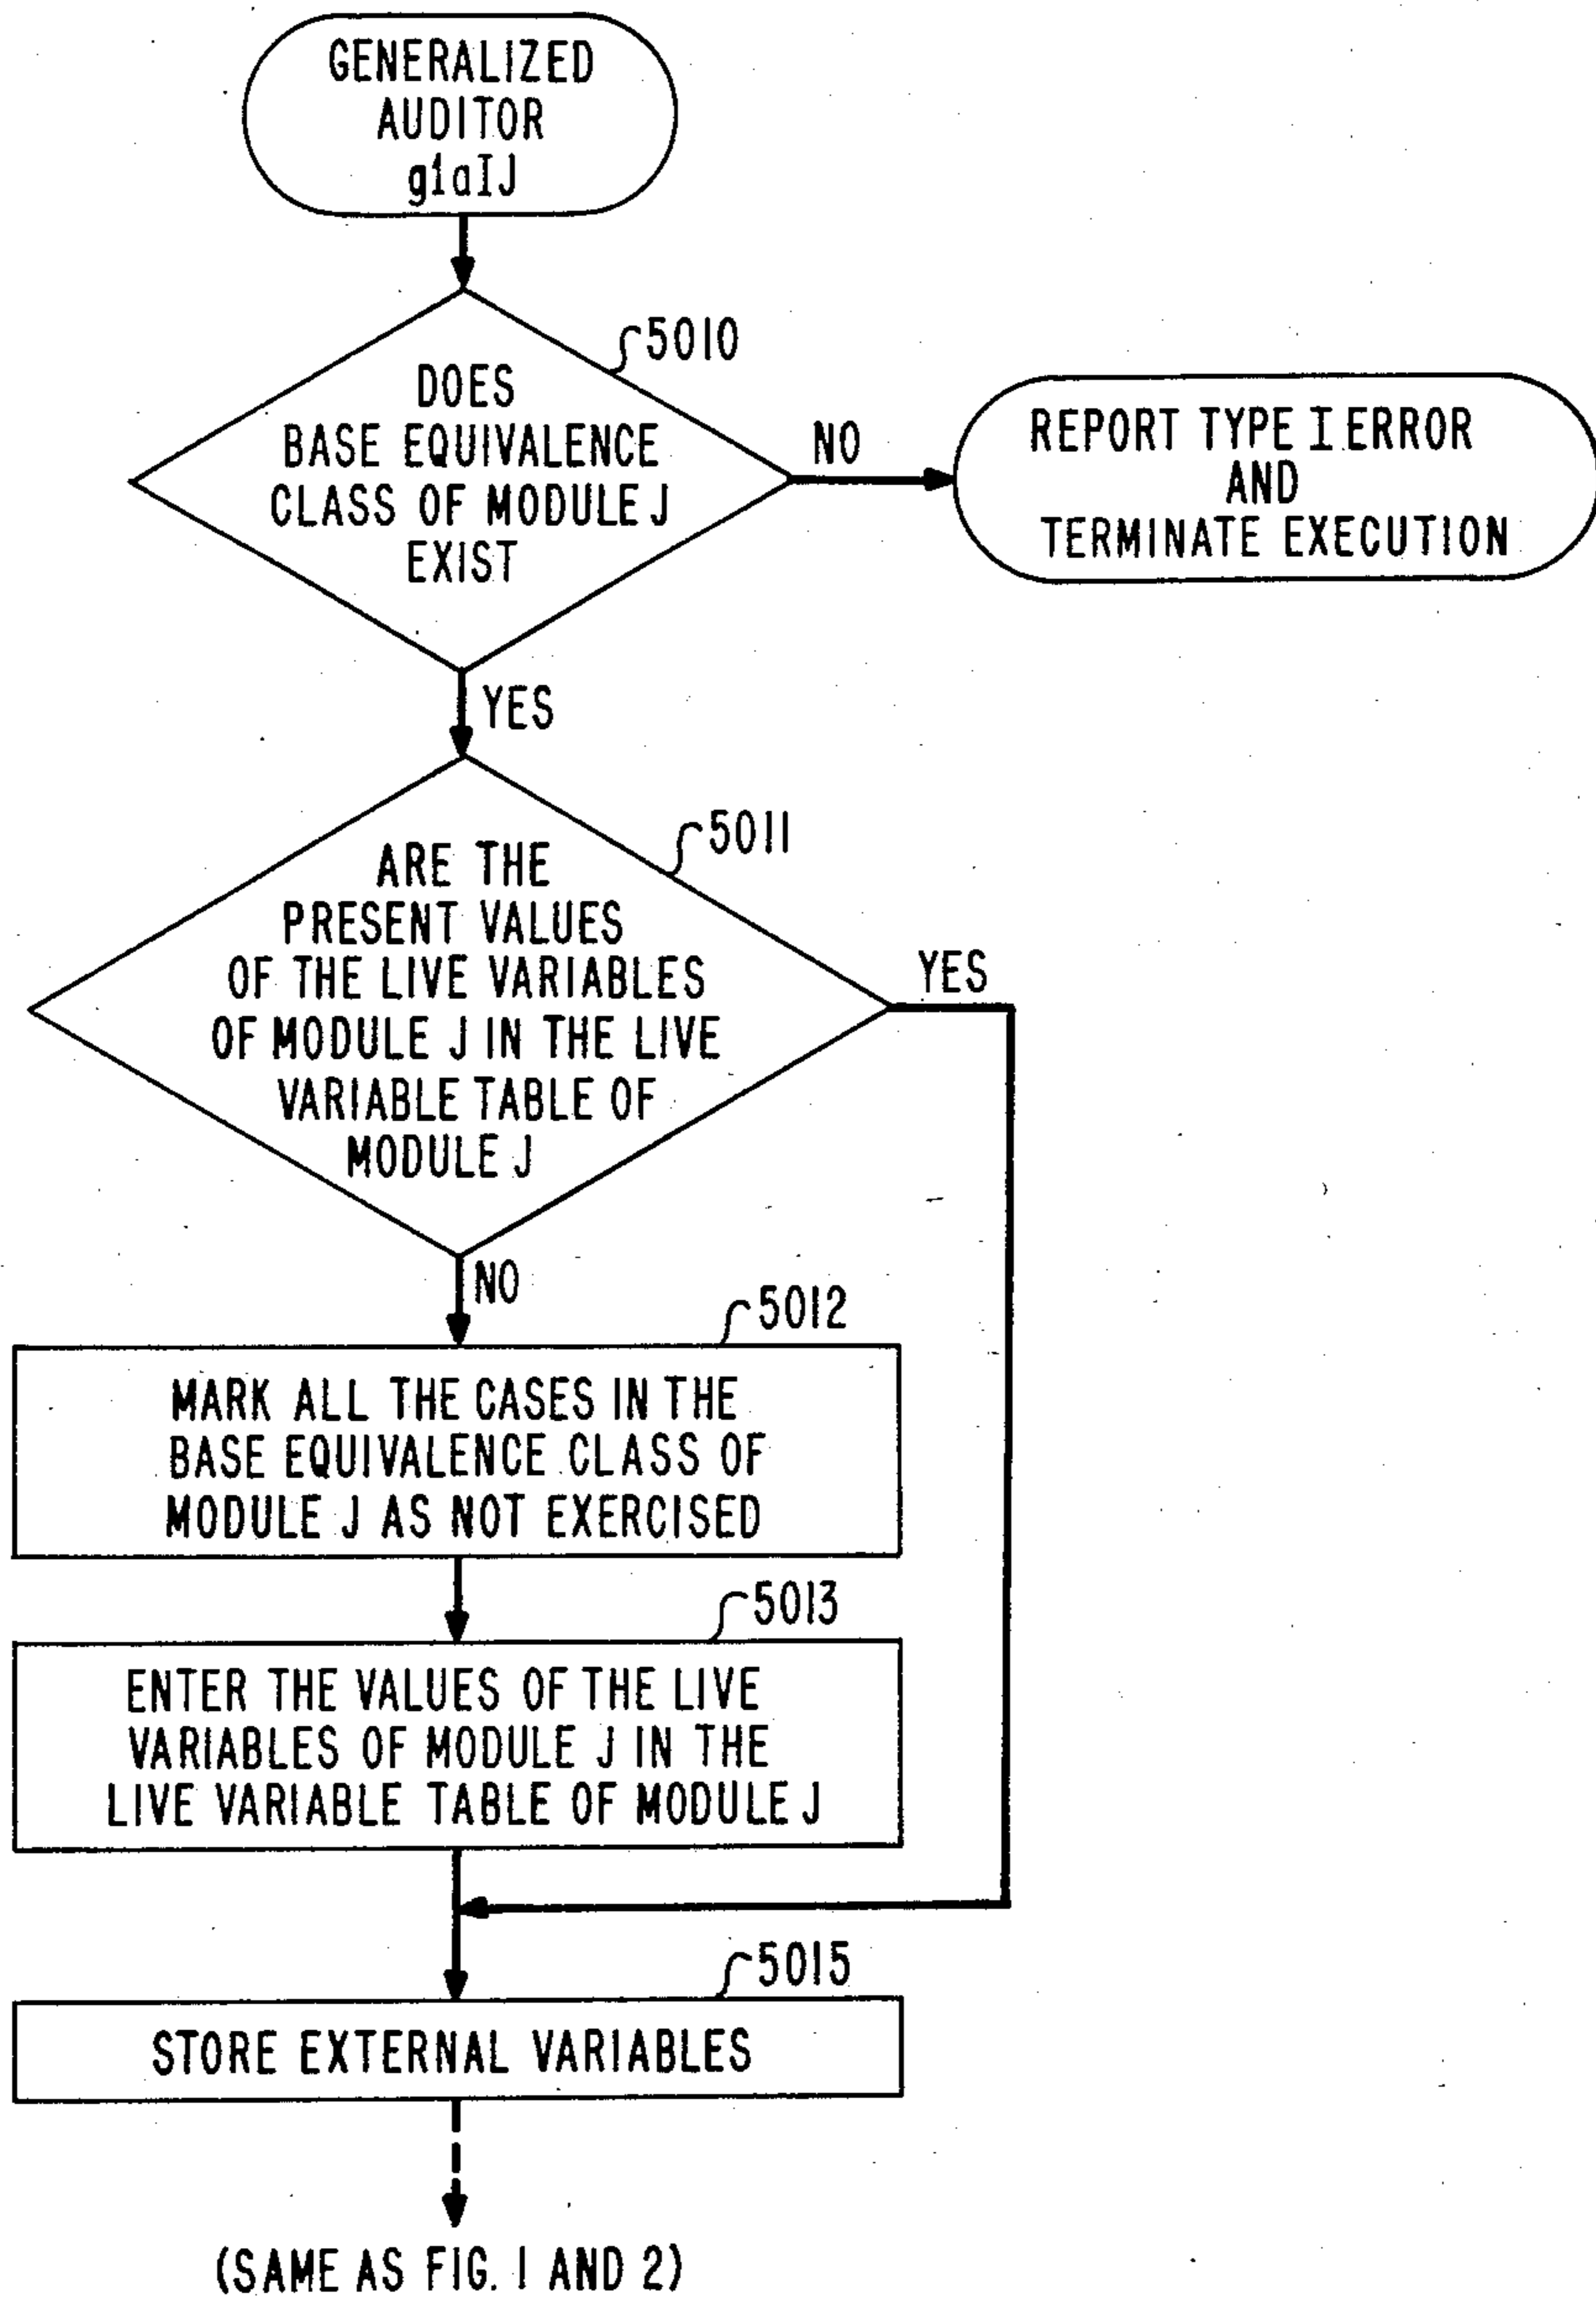 GENERALIZED
AUDITOR
g1aIJ
5010
DOES
BASE EQUIVALENCE
CLASS OF MODULE J
EXIST
NO
REPORT TYPE I ERROR
AND
TERMINATE EXECUTION
YES
5011
ARE THE
PRESENT VALUES
OF THE LIVE VARIABLES
OF MODULE J IN THE LIVE
VARIABLE TABLE OF
MODULE J
YES
NO
5012
MARK ALL THE CASES IN THE
BASE EQUIVALENCE CLASS OF
MODULE J AS NOT EXERCISED
5013
ENTER THE VALUES OF THE LIVE
VARIABLES OF MODULE J IN THE
LIVE VARIABLE TABLE OF MODULE J
5015
STORE EXTERNAL VARIABLES
(SAME AS FIG. 1 AND 2)